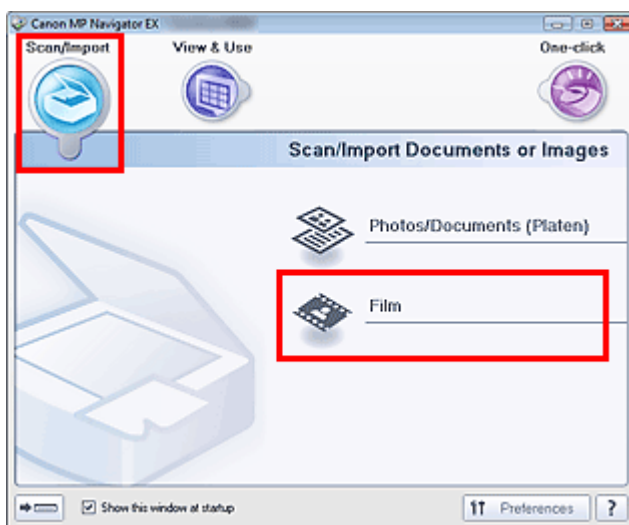 Canon MP Navigator EX
Scan/Import
View & Use
One-click
Scan/Import Documents or Images
Photos/Documents (Platen)
Film
Show this window at startup
Preferences
?